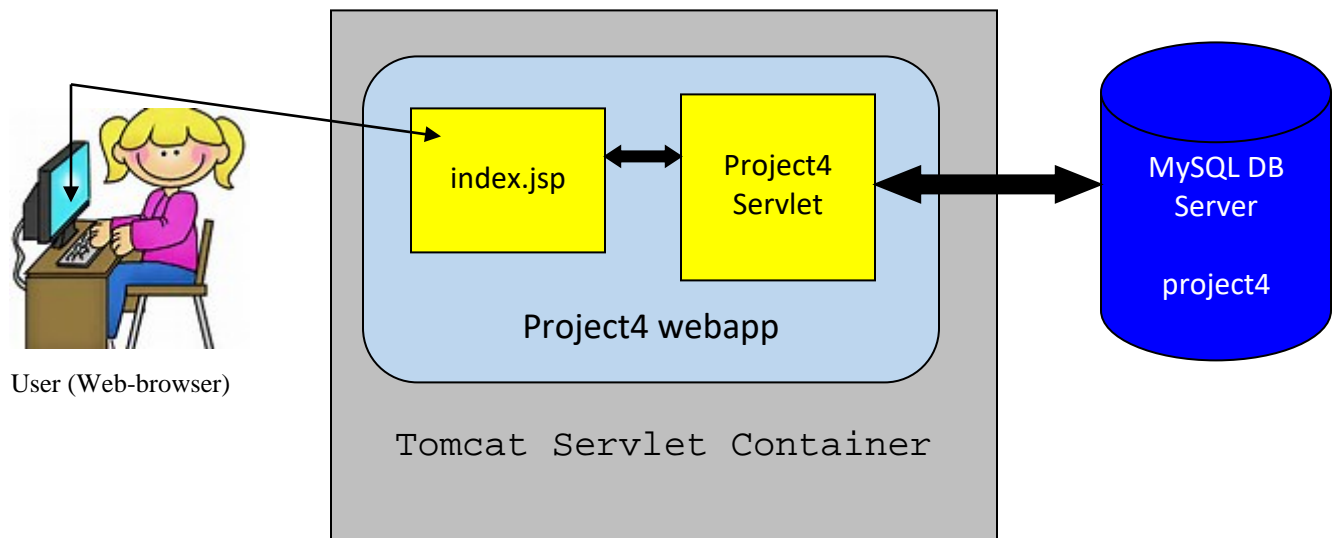 User (Web-browser)
index.jsp
Project4
Servlet
Project4 webapp
Tomcat Servlet Container
MySQL DB
Server
project4